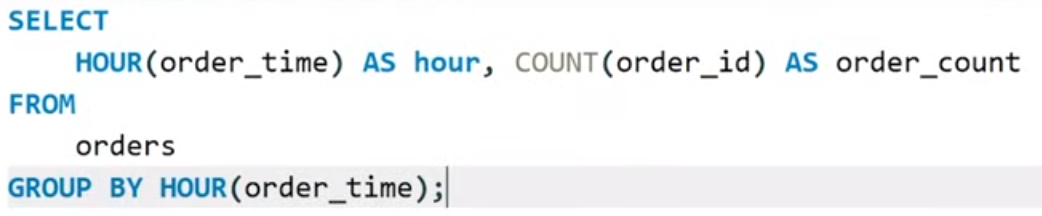 SELECT
HOUR(order_time) AS hour, COUNT(order_id) AS order_count
FROM
orders
GROUP BY HOUR(order_time);